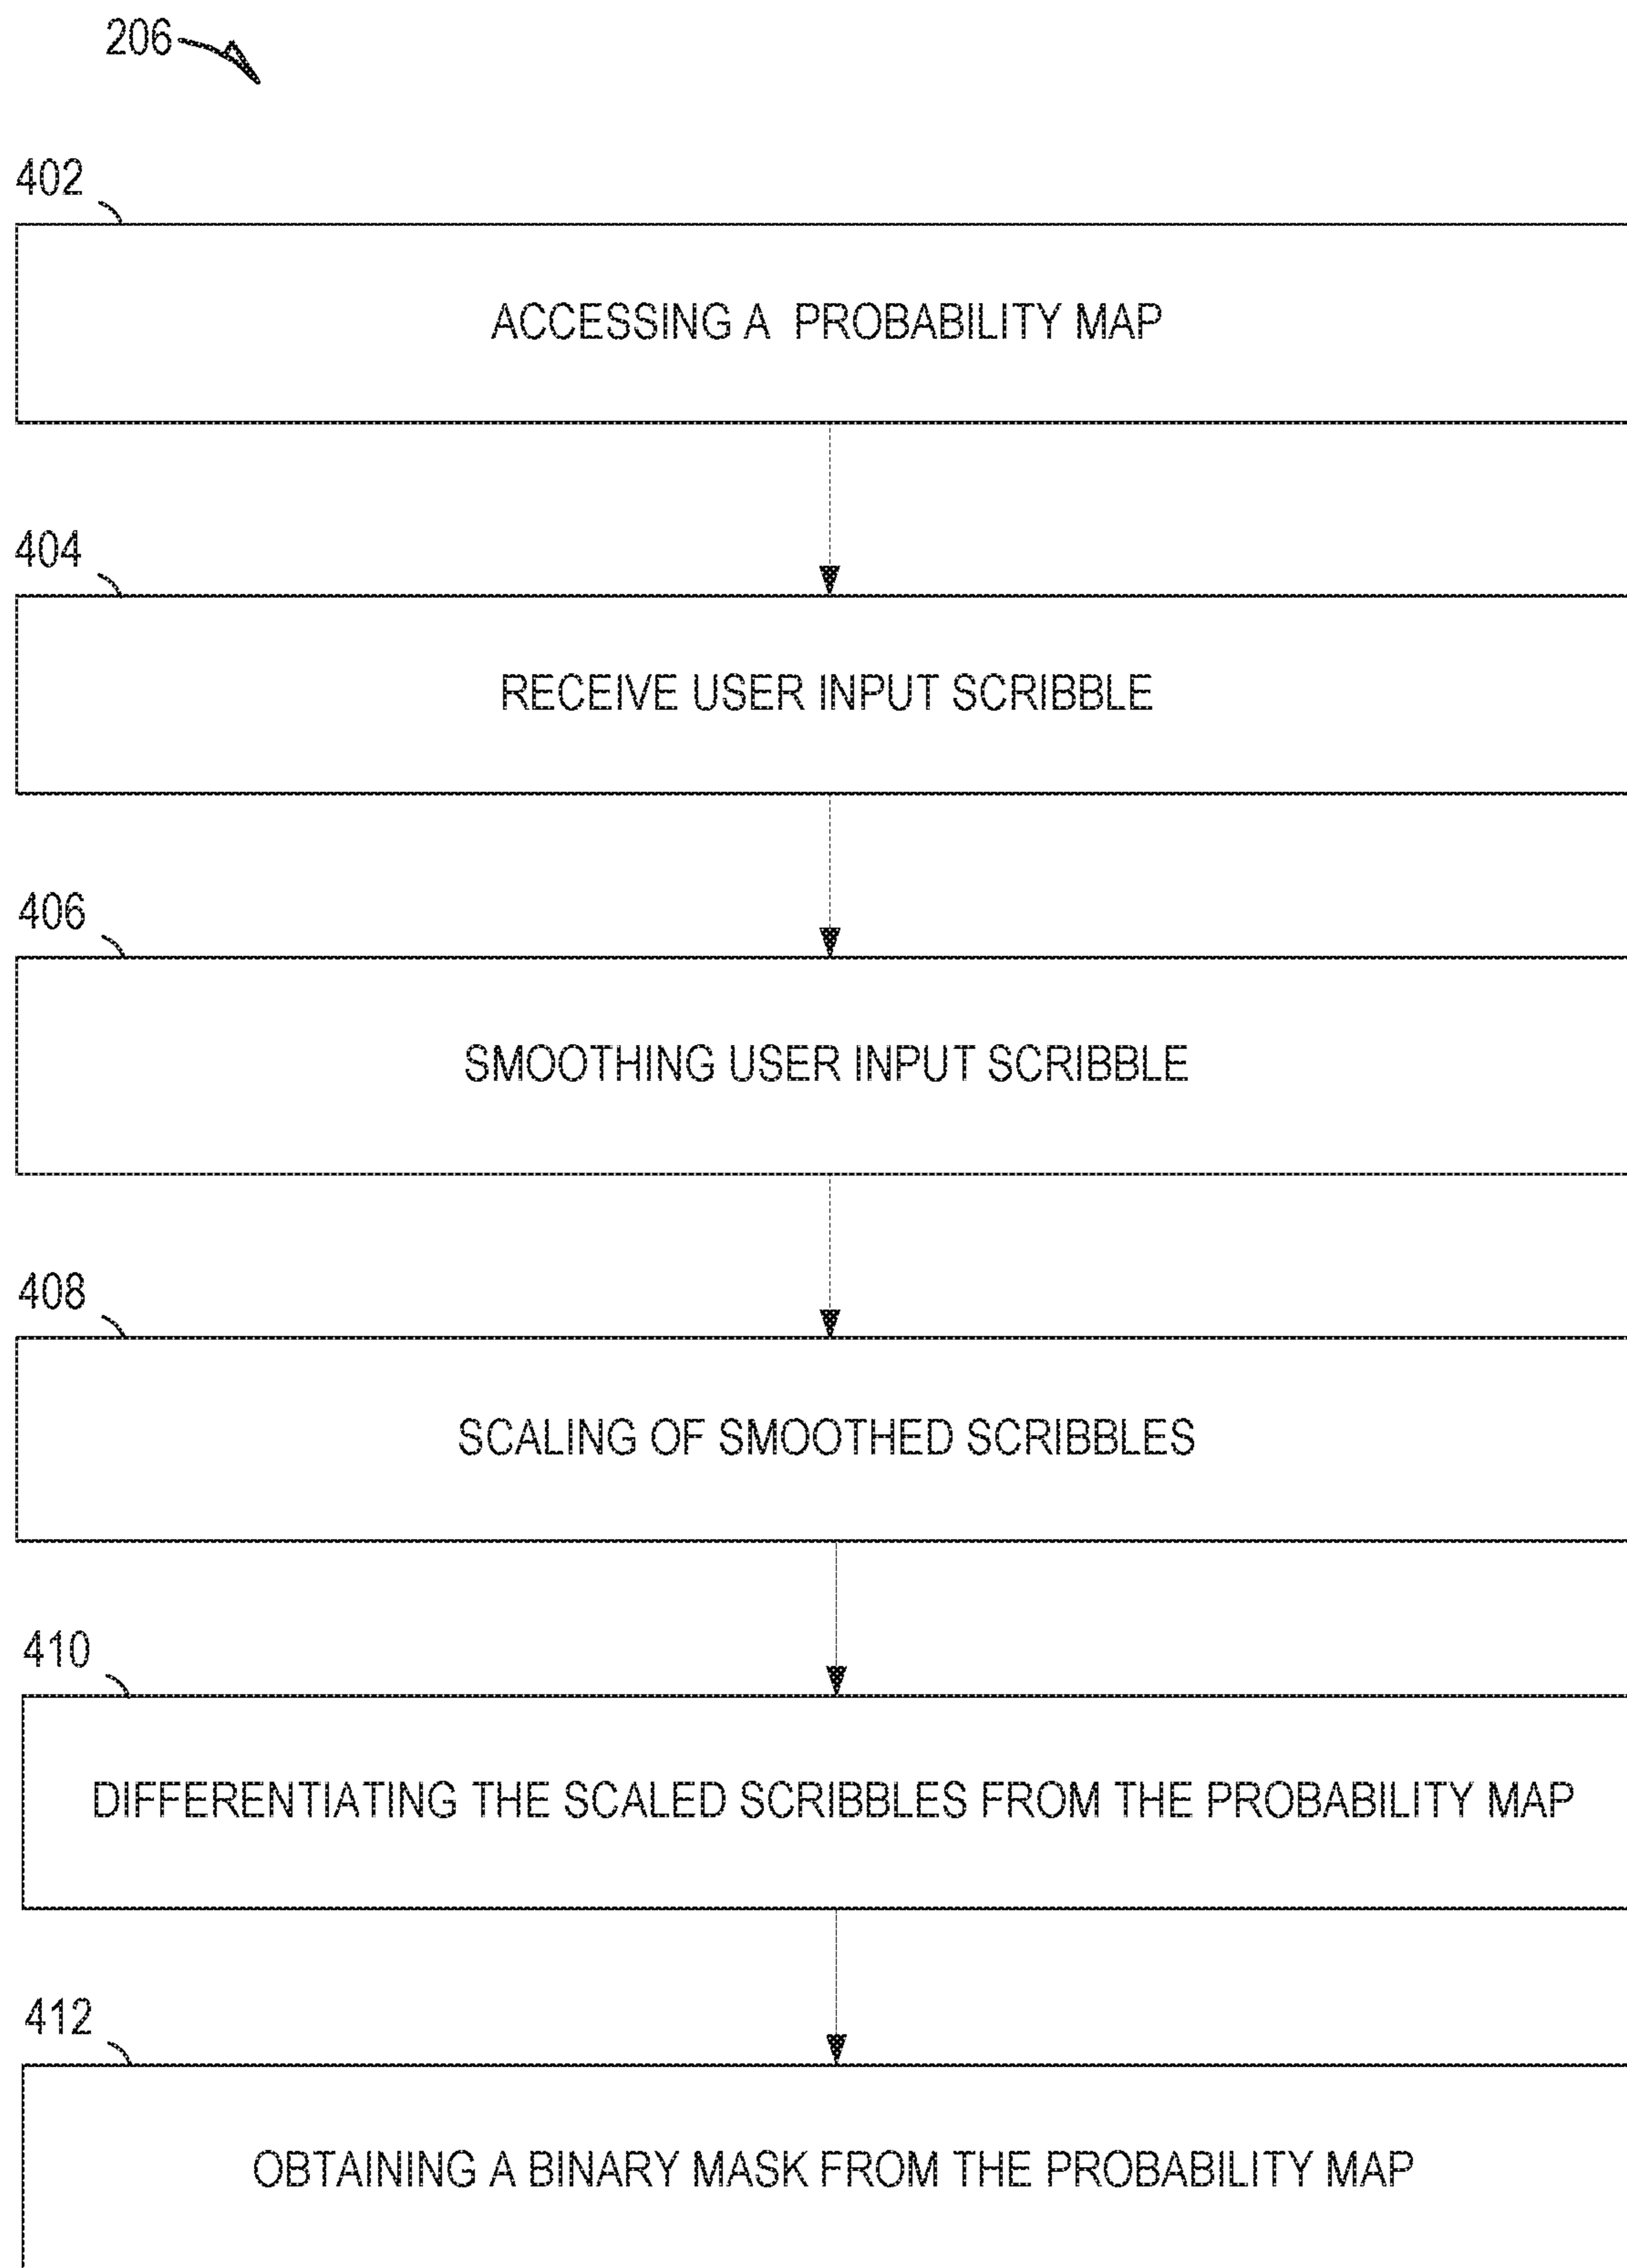 206
402
ACCESSING A PROBABILITY MAP
404
RECEIVE USER INPUT SCRIBBLE
406
SMOOTHING USER INPUT SCRIBBLE
408
SCALING OF SMOOTHED SCRIBBLES
410
DIFFERENTIATING THE SCALED SCRIBBLES FROM THE PROBABILITY MAP
412
OBTAINING A BINARY MASK FROM THE PROBABILITY MAP